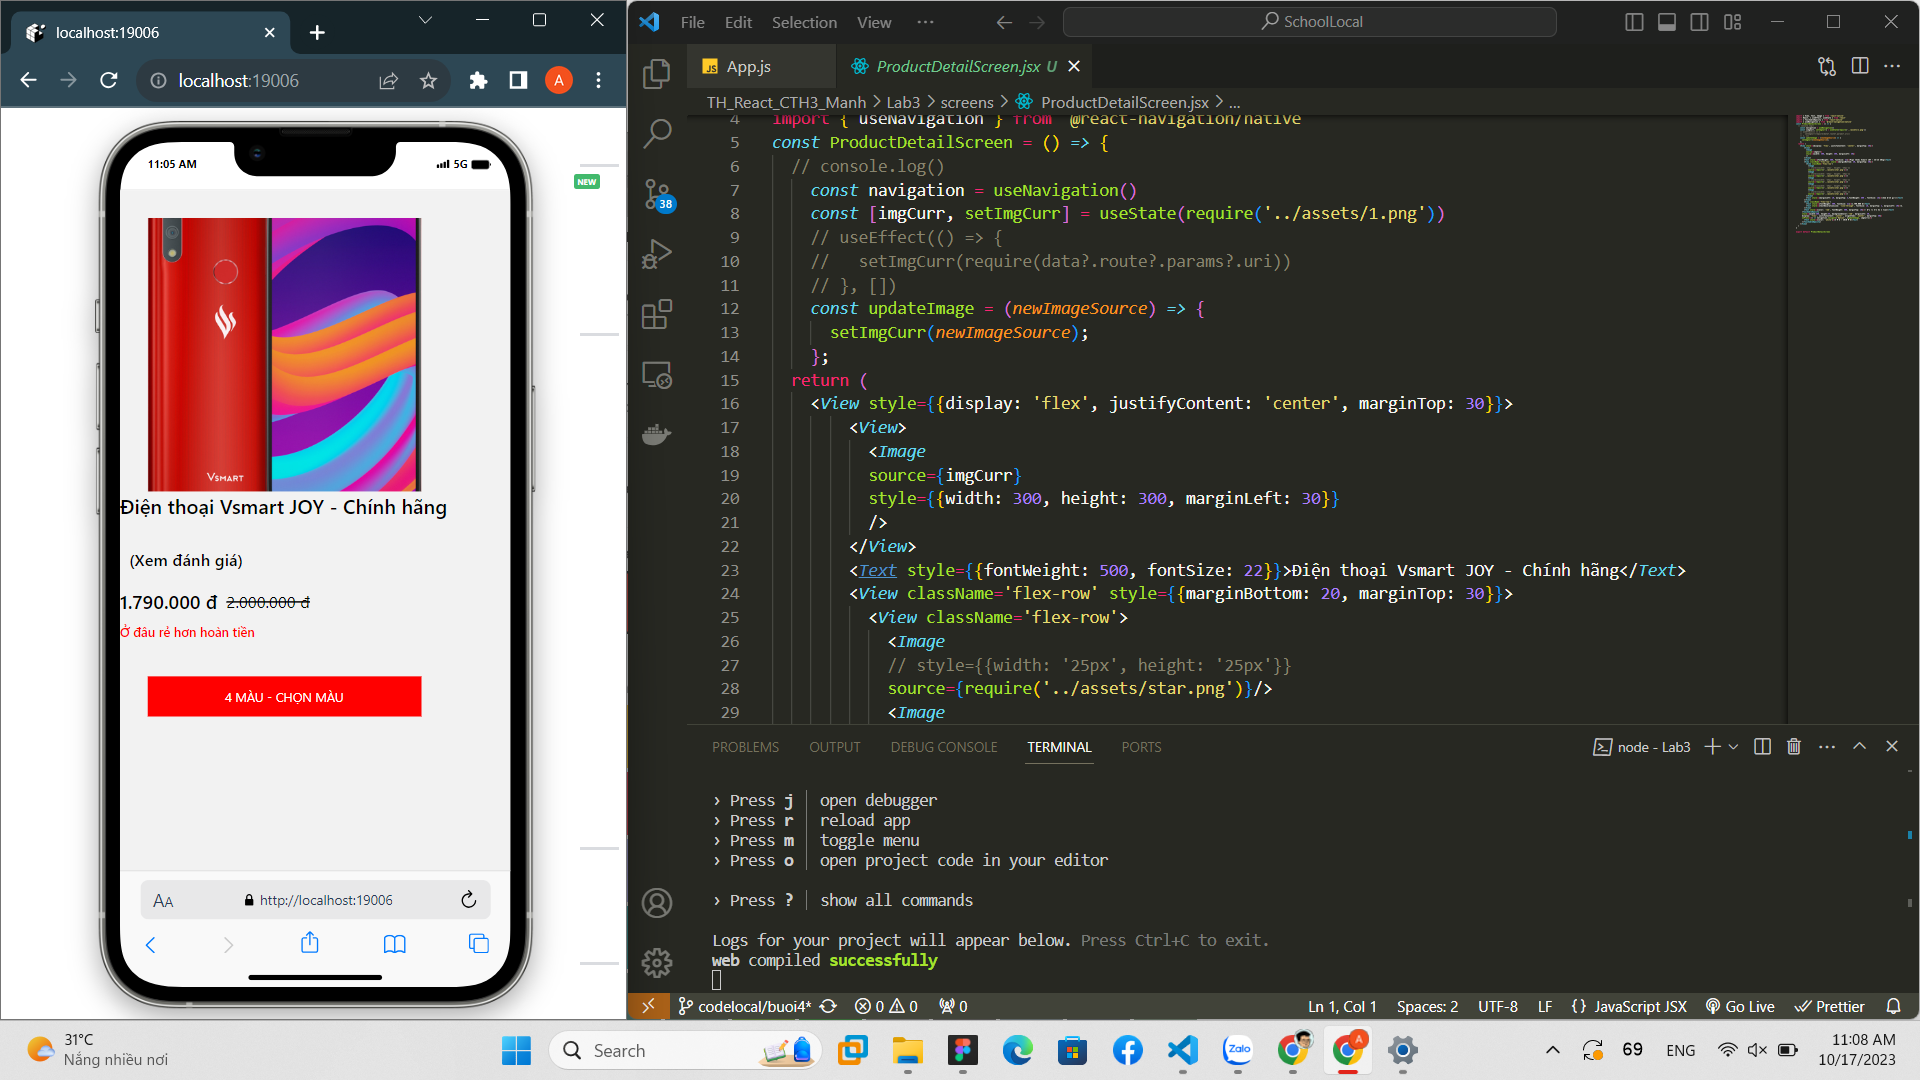 localhost:19006
localhost:19006
A
11:05 AM
5G
NEW
VSMART
Điện thoại Vsmart JOY - Chính hãng
(Xem đánh giá)
1.790.000 đ 2.000.000 đ
Ở đâu rẻ hơn hoàn tiền
4 MÀU - CHỌN MÀU
AA http://localhost:19006
File Edit Selection View ···
SchoolLocal
App.js
ProductDetailScreen.jsx U
TH_React_CTH3_Manh > Lab3 > screens > ProductDetailScreen.jsx > ...
38
4 import { useNavigation } from '@react-navigation/native
5 const ProductDetailScreen = () => {
6 // console.log()
7 const navigation = useNavigation()
8 const [imgCurr, setImgCurr] = useState(require('../assets/1.png'))
9 // useEffect(() => {
10 //   setImgCurr(require(data?.route?.params?.uri))
11 // }, [])
12 const updateImage = (newImageSource) => {
13 setImgCurr(newImageSource);
14 };
15 return (
16 <View style={{display: 'flex', justifyContent: 'center', marginTop: 30}}>
17 <View>
18 <Image
19 source={imgCurr}
20 style={{width: 300, height: 300, marginLeft: 30}}
21 />
22 </View>
23 <Text style={{fontWeight: 500, fontSize: 22}}>Điện thoại Vsmart JOY - Chính hãng</Text>
24 <View className='flex-row' style={{marginBottom: 20, marginTop: 30}}>
25 <View className='flex-row'>
26 <Image
27 // style={{width: '25px', height: '25px'}}
28 source={require('../assets/star.png')}/>
29 <Image
PROBLEMS OUTPUT DEBUG CONSOLE TERMINAL PORTS
node - Lab3
› Press j │ open debugger
› Press r │ reload app
› Press m │ toggle menu
› Press o │ open project code in your editor
› Press ? │ show all commands
Logs for your project will appear below. Press Ctrl+C to exit.
web compiled successfully
codelocal/buoi4* 0 0 0
Ln 1, Col 1 Spaces: 2 UTF-8 LF {} JavaScript JSX Go Live Prettier
31°C
Nắng nhiều nơi
Search
Zalo
A
69 ENG
11:08 AM
10/17/2023